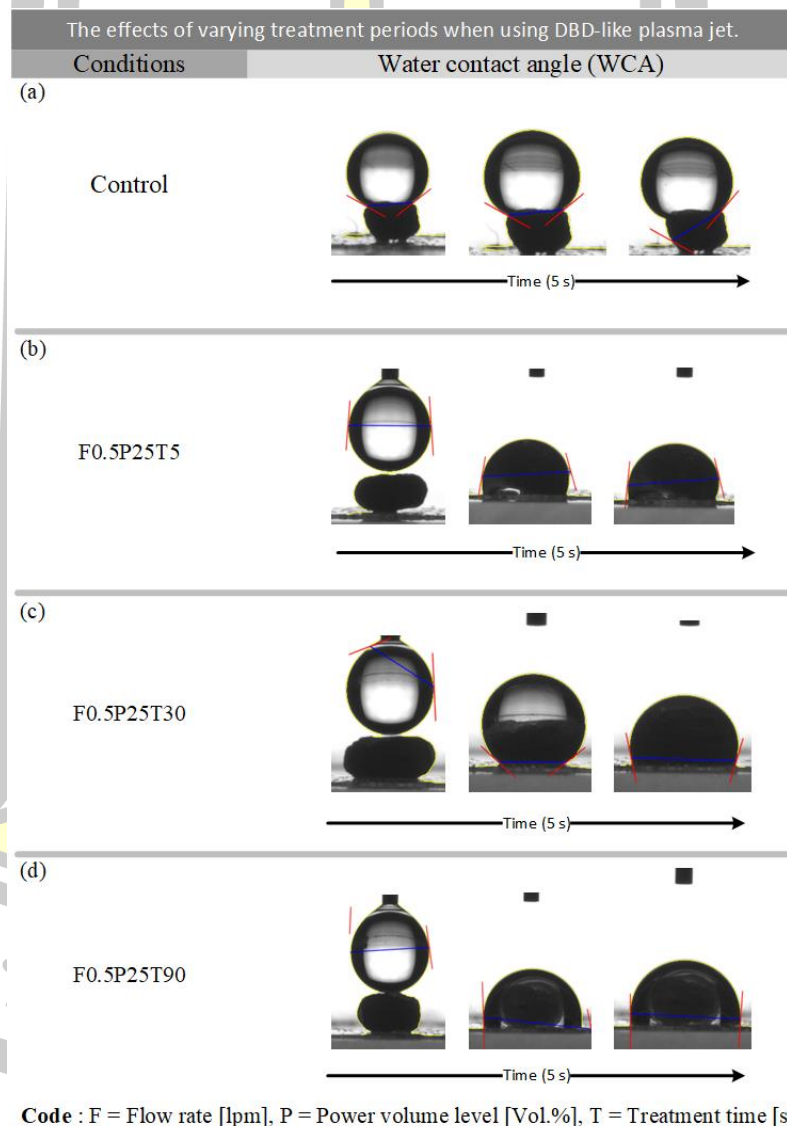 The effects of varying treatment periods when using DBD-like plasma jet.
Conditions Water contact angle (WCA)
(a)
Control
Time (5 s)
(b)
F0.5P25T5
Time (5 s)
(c)
F0.5P25T30
Time (5 s)
(d)
F0.5P25T90
Time (5 s)
Code : F = Flow rate [lpm], P = Power volume level [Vol.%], T = Treatment time [s